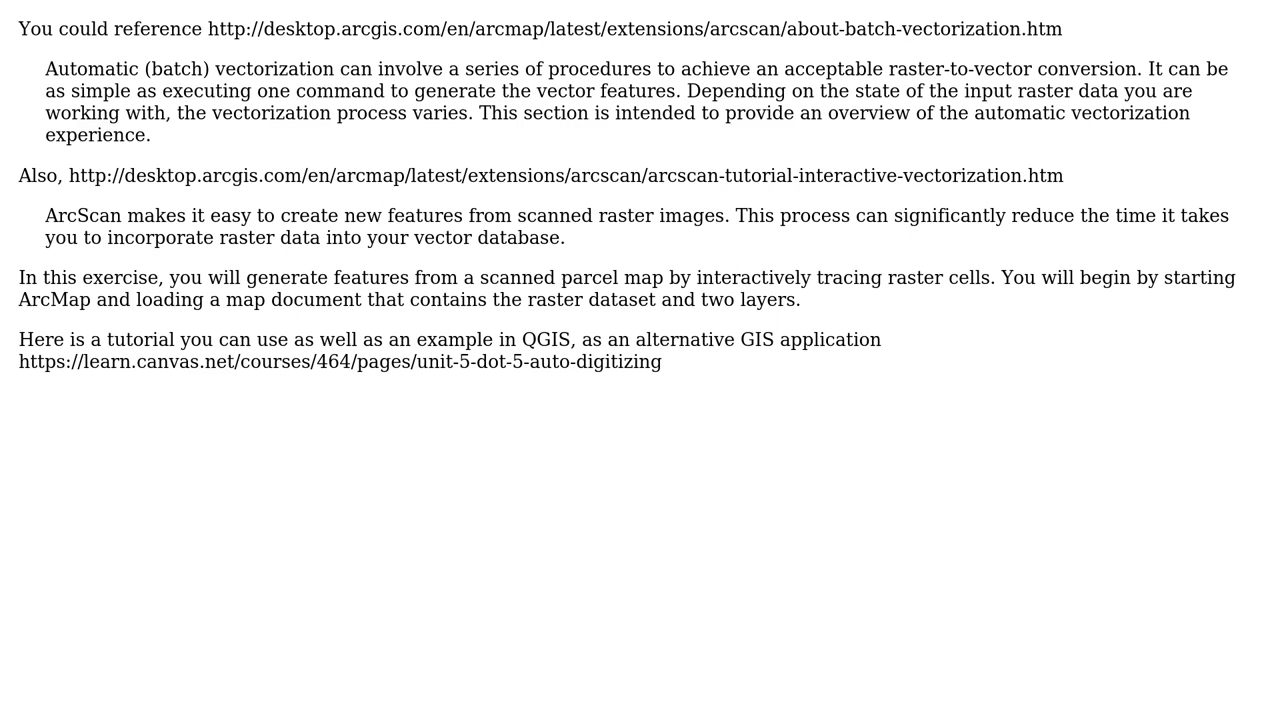 You could reference http://desktop.arcgis.com/en/arcmap/latest/extensions/arcscan/about-batch-vectorization.htm
Automatic (batch) vectorization can involve a series of procedures to achieve an acceptable raster-to-vector conversion. It can be
as simple as executing one command to generate the vector features. Depending on the state of the input raster data you are
working with, the vectorization process varies. This section is intended to provide an overview of the automatic vectorization
experience.
Also, http://desktop.arcgis.com/en/arcmap/latest/extensions/arcscan/arcscan-tutorial-interactive-vectorization.htm
ArcScan makes it easy to create new features from scanned raster images. This process can significantly reduce the time it takes
you to incorporate raster data into your vector database.
In this exercise, you will generate features from a scanned parcel map by interactively tracing raster cells. You will begin by starting
ArcMap and loading a map document that contains the raster dataset and two layers.
Here is a tutorial you can use as well as an example in QGIS, as an alternative GIS application
https://learn.canvas.net/courses/464/pages/unit-5-dot-5-auto-digitizing